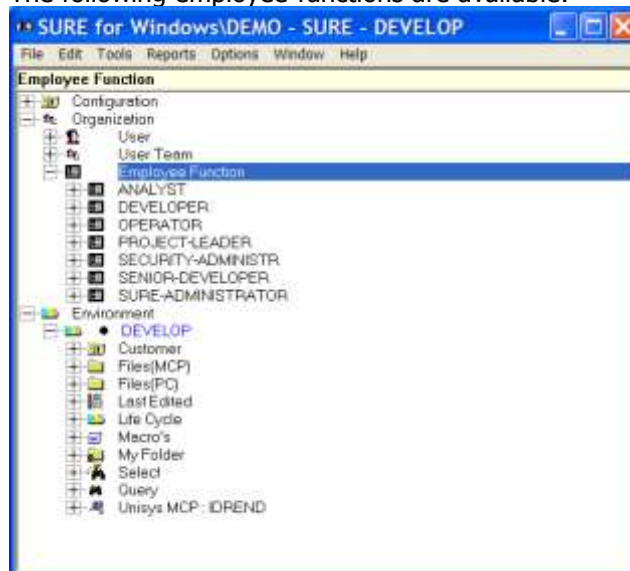 The following employee functions are available:
SURE for Windows\DEMO - SURE - DEVELOP
File Edit Tools Reports Options Window Help
Employee Function
Configuration
Organization
User
User Team
Employee Function
ANALYST
DEVELOPER
OPERATOR
PROJECT-LEADER
SECURITY-ADMINISTR
SENIOR-DEVELOPER
SURE-ADMINISTRATOR
Environment
DEVELOP
Customer
Files(MCP)
Files(PC)
Last Edited
Life Cycle
Macro's
My Folder
Select
Query
Unisys MCP : IDREND